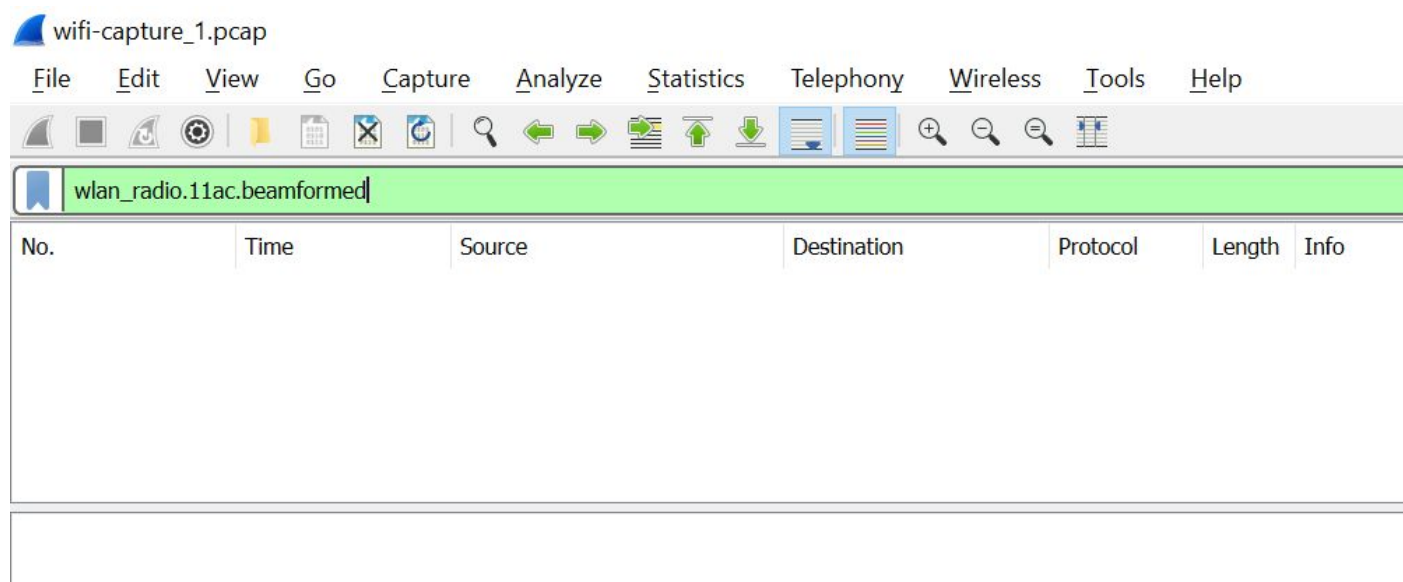 wifi-capture_1.pcap
File Edit View Go Capture Analyze Statistics Telephony Wireless Tools Help
wlan_radio.11ac.beamformed
No. Time Source Destination Protocol Length Info